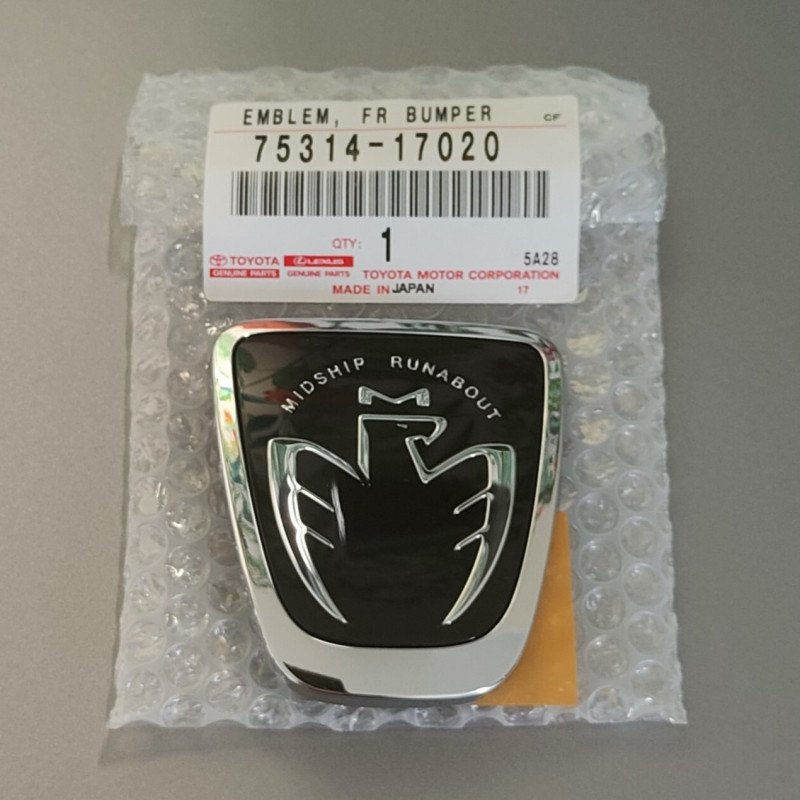 EMBLEM, FR BUMPER CF
75314-17020
QTY: 1
5A28
TOYOTA LEXUS
GENUINE PARTS GENUINE PARTS TOYOTA MOTOR CORPORATION
MADE IN JAPAN 17
MIDSHIP RUNABOUT